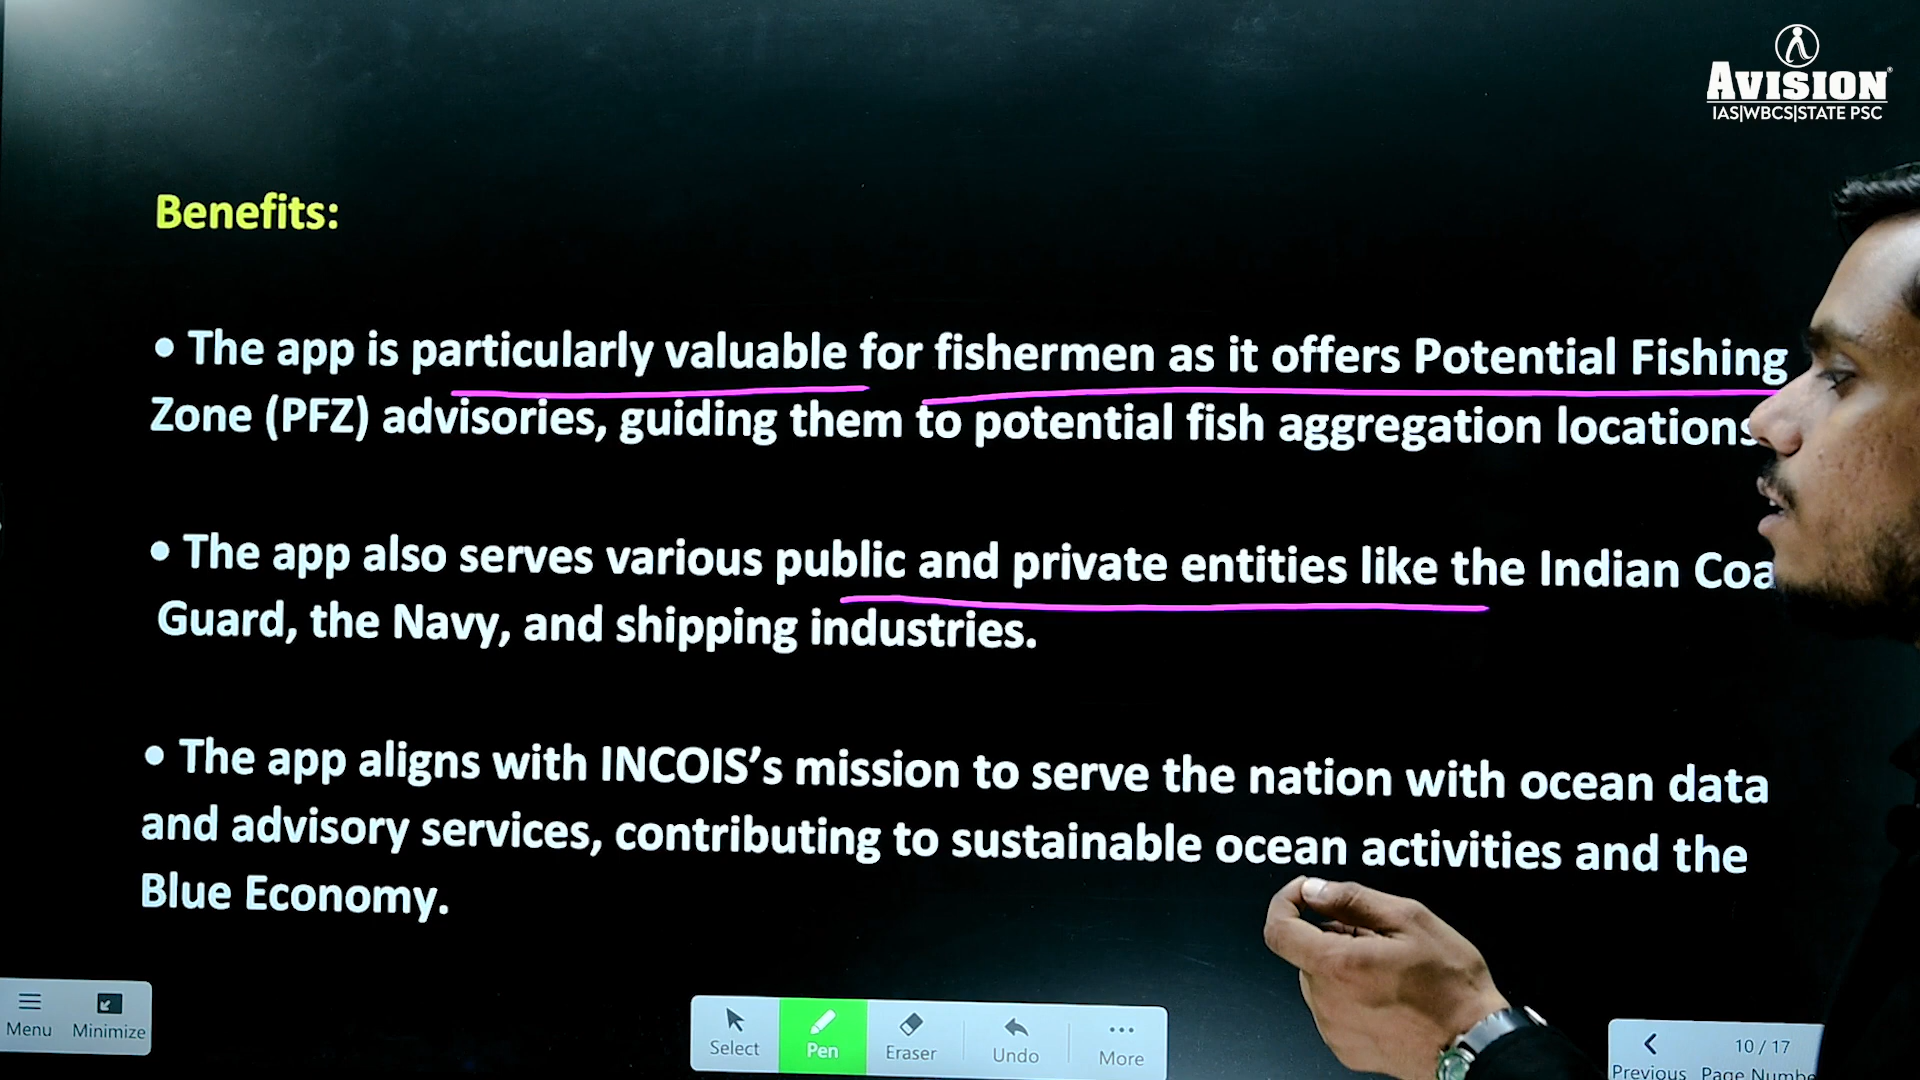 AVISION
IAS|WBCS|STATE PSC
Benefits:
• The app is particularly valuable for fishermen as it offers Potential Fishing
Zone (PFZ) advisories, guiding them to potential fish aggregation locations
• The app also serves various public and private entities like the Indian Coa
Guard, the Navy, and shipping industries.
• The app aligns with INCOIS's mission to serve the nation with ocean data
and advisory services, contributing to sustainable ocean activities and the
Blue Economy.
Menu Minimize
Select Pen Eraser Undo More
10 / 17
Previous Page Numbe